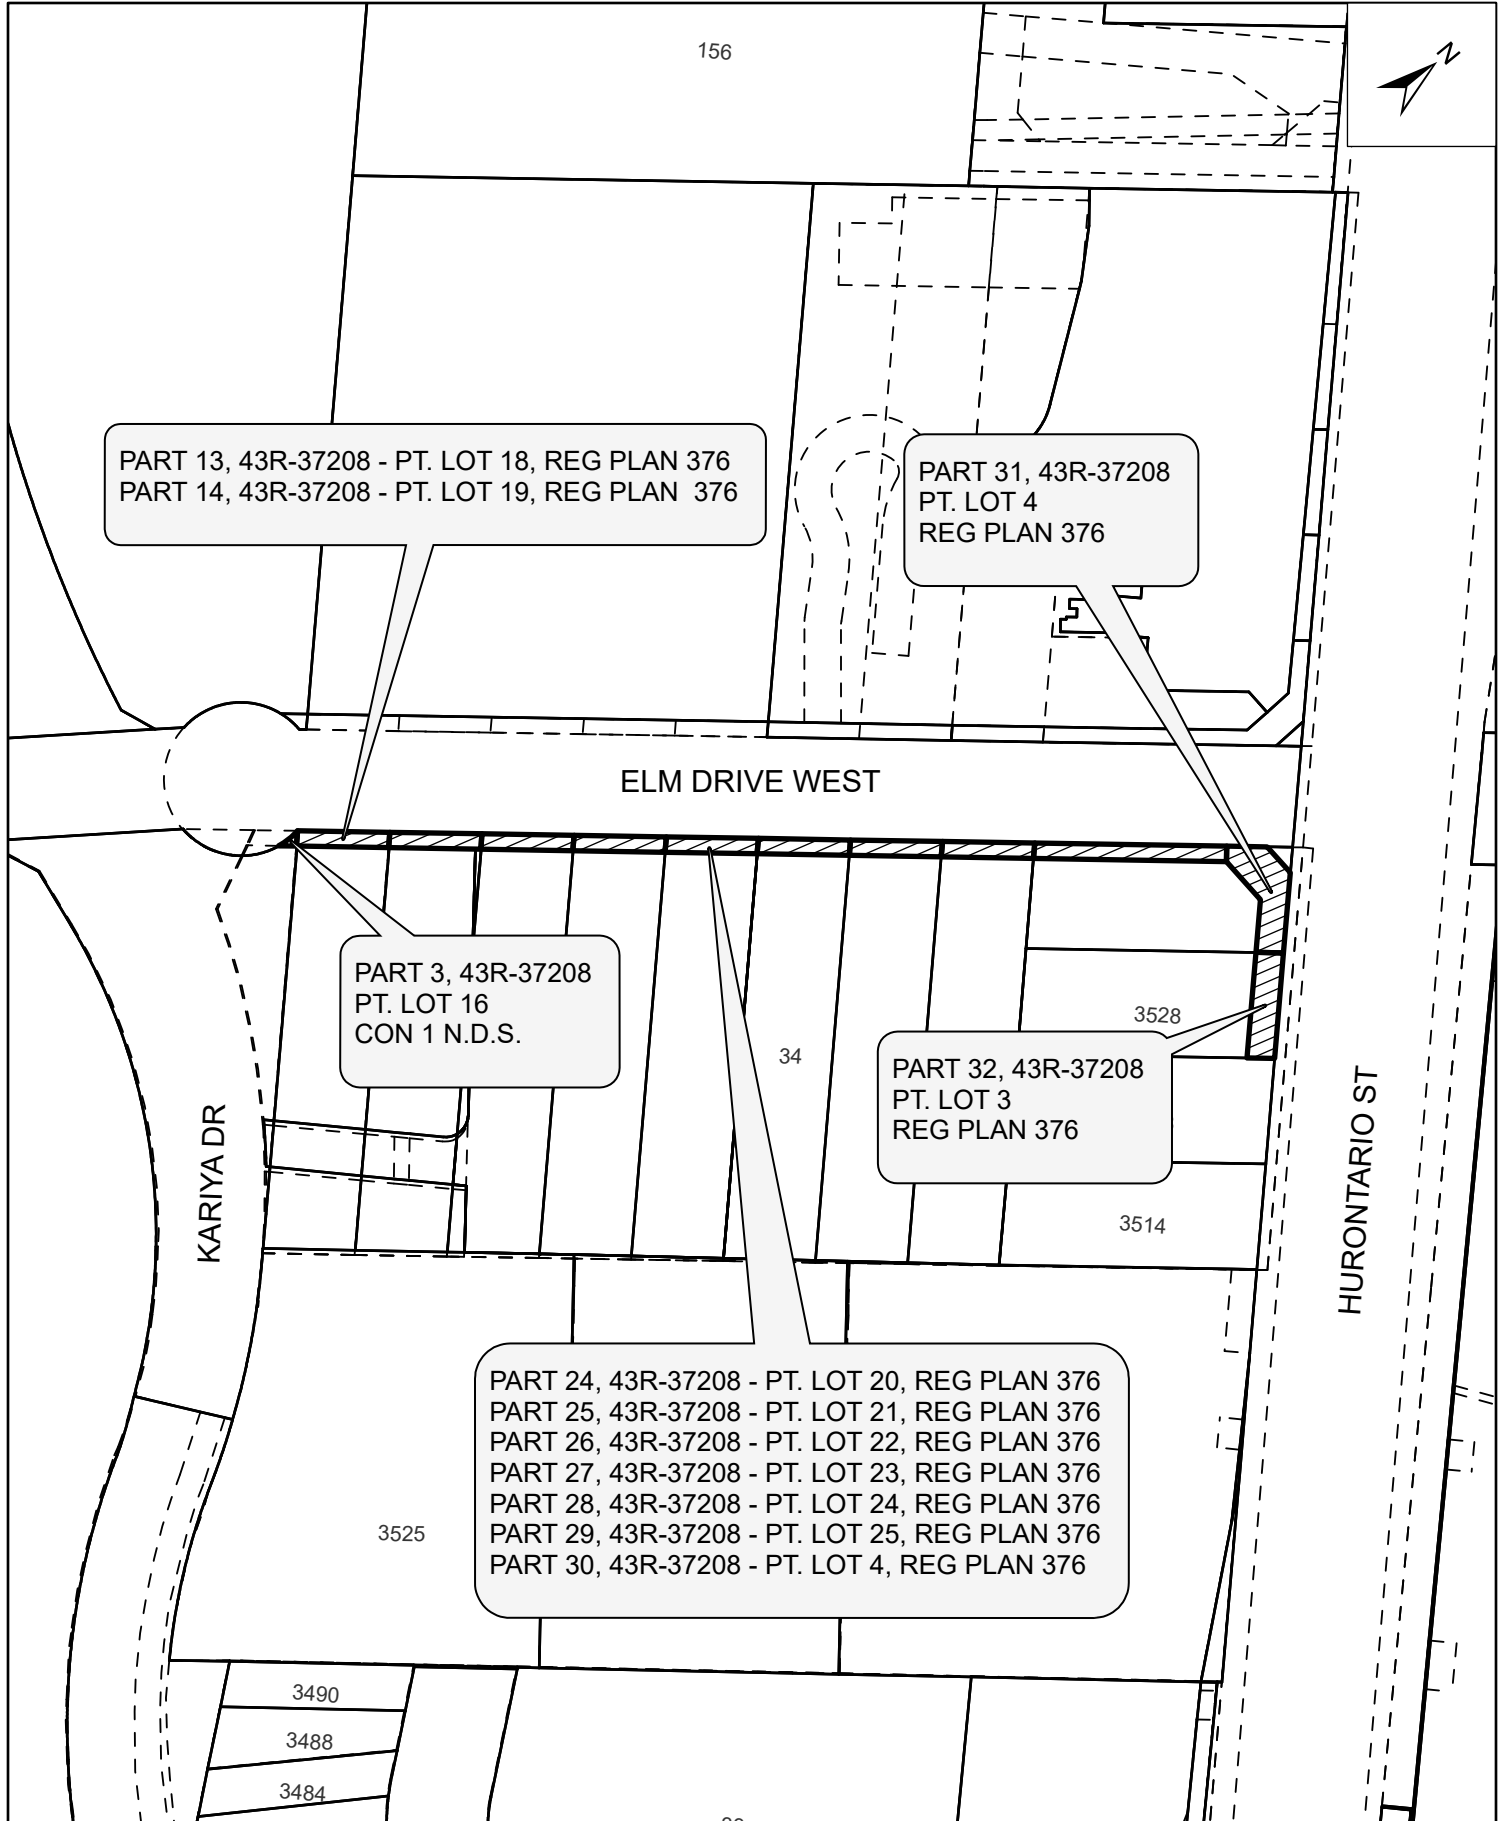 156
N
PART 13, 43R-37208 - PT. LOT 18, REG PLAN 376
PART 14, 43R-37208 - PT. LOT 19, REG PLAN 376
PART 31, 43R-37208
PT. LOT 4
REG PLAN 376
ELM DRIVE WEST
PART 3, 43R-37208
PT. LOT 16
CON 1 N.D.S.
3528
34
PART 32, 43R-37208
PT. LOT 3
REG PLAN 376
KARIYA DR
HURONTARIO ST
3514
PART 24, 43R-37208 - PT. LOT 20, REG PLAN 376
PART 25, 43R-37208 - PT. LOT 21, REG PLAN 376
PART 26, 43R-37208 - PT. LOT 22, REG PLAN 376
PART 27, 43R-37208 - PT. LOT 23, REG PLAN 376
PART 28, 43R-37208 - PT. LOT 24, REG PLAN 376
PART 29, 43R-37208 - PT. LOT 25, REG PLAN 376
PART 30, 43R-37208 - PT. LOT 4, REG PLAN 376
3525
3490
3488
3484